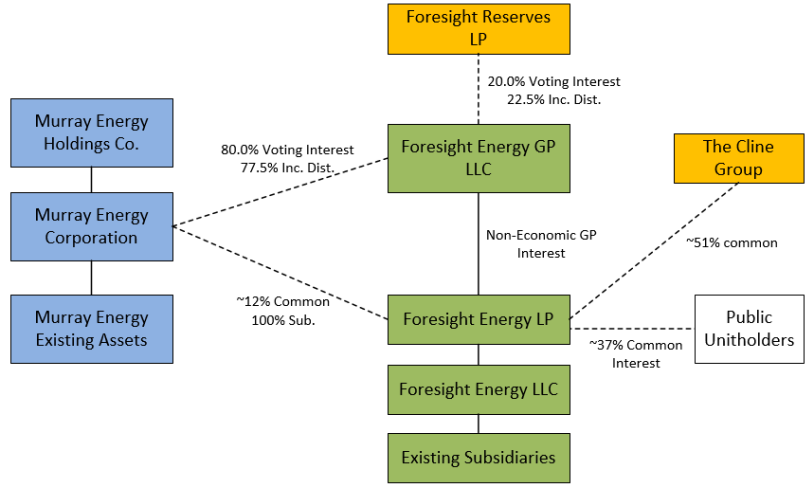 Foresight Reserves
LP
20.0% Voting Interest
22.5% Inc. Dist.
Murray Energy
Holdings Co.
80.0% Voting Interest
77.5% Inc. Dist.
Foresight Energy GP
LLC
The Cline
Group
Murray Energy
Corporation
Non-Economic GP
Interest
~51% common
Murray Energy
Existing Assets
~12% Common
100% Sub.
Foresight Energy LP
Public
Unitholders
~37% Common
Interest
Foresight Energy LLC
Existing Subsidiaries